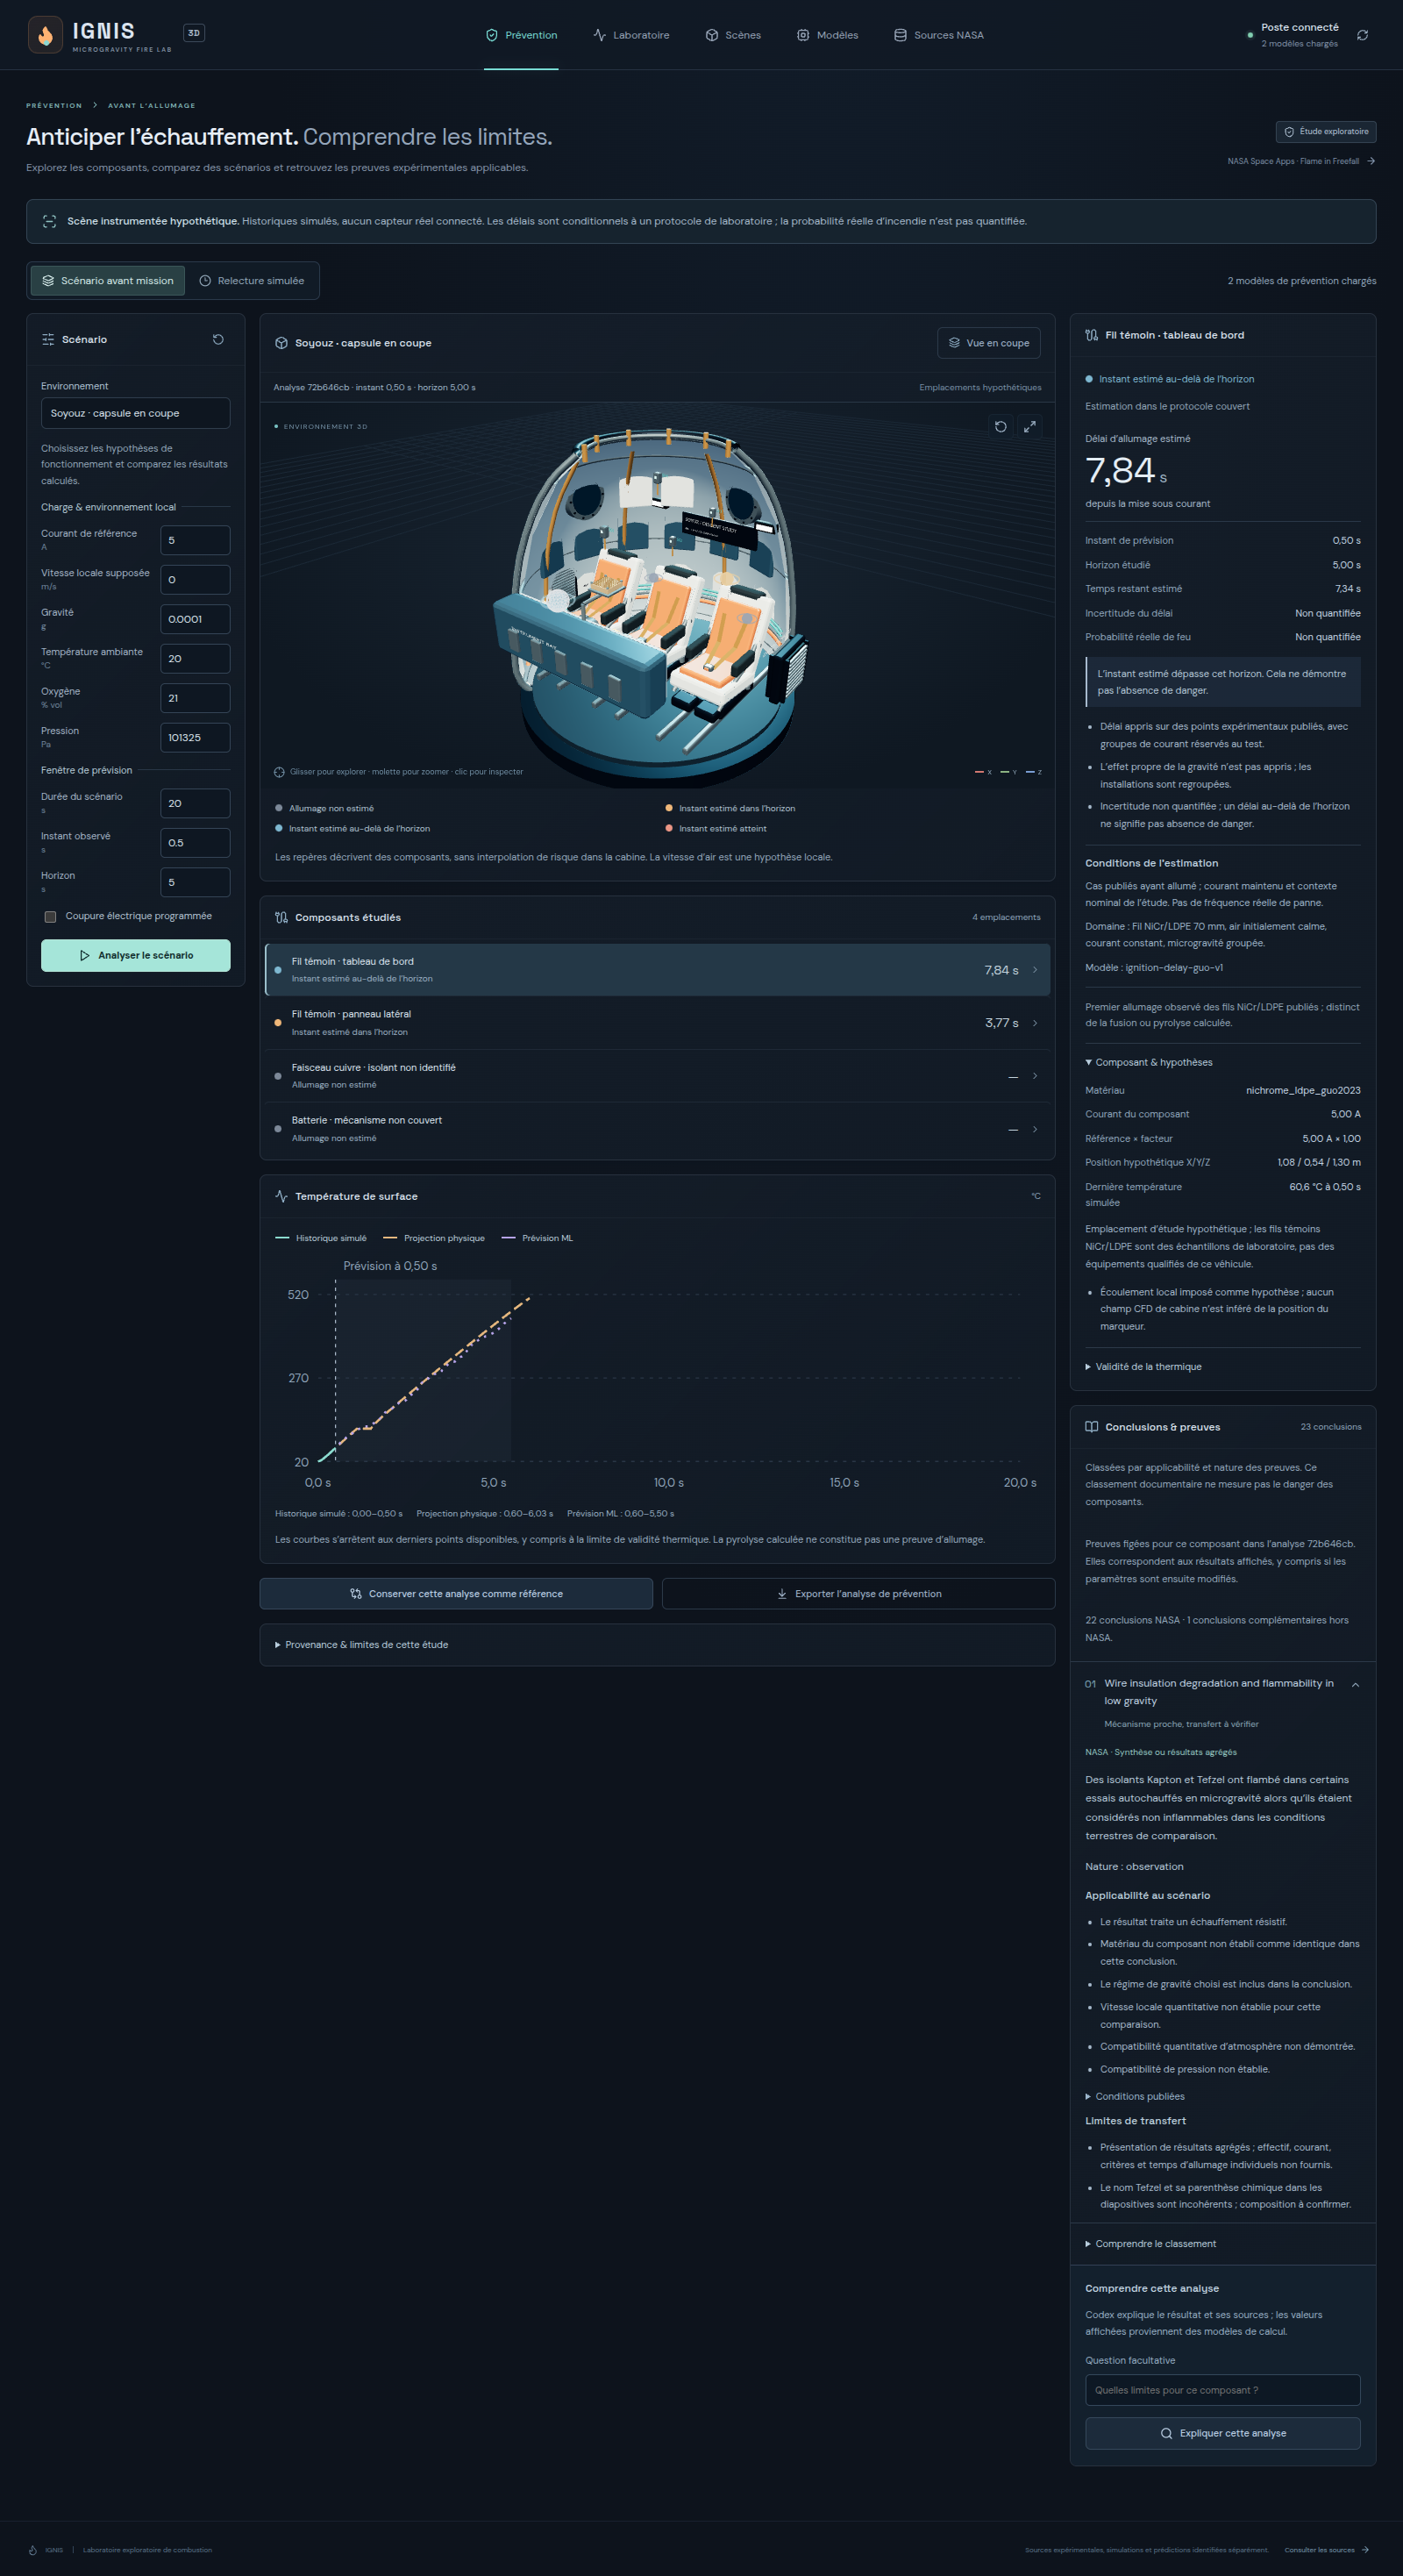 IGNIS
MICROGRAVITY FIRE LAB
3D
Prévention
Laboratoire
Scènes
Modèles
Sources NASA
Poste connecté
2 modèles chargés
PRÉVENTION > AVANT L'ALLUMAGE
Anticiper l'échauffement. Comprendre les limites.
Explorez les composants, comparez des scénarios et retrouvez les preuves expérimentales applicables.
Étude exploratoire
NASA Space Apps · Flame in Freefall →
Scène instrumentée hypothétique. Historiques simulés, aucun capteur réel connecté. Les délais sont conditionnels à un protocole de laboratoire ; la probabilité réelle d'incendie n'est pas quantifiée.
Scénario avant mission
Relecture simulée
2 modèles de prévention chargés
Scénario
Environnement
Soyouz · capsule en coupe
Choisissez les hypothèses de
fonctionnement et comparez les résultats
calculés.
Charge & environnement local
Courant de référence
A
5
Vitesse locale supposée
m/s
0
Gravité
g
0.0001
Température ambiante
°C
20
Oxygène
% vol
21
Pression
Pa
101325
Fenêtre de prévision
Durée du scénario
s
20
Instant observé
s
0.5
Horizon
s
5
Coupure électrique programmée
Analyser le scénario
Soyouz · capsule en coupe
Vue en coupe
Analyse 72b646cb · instant 0,50 s · horizon 5,00 s
Emplacements hypothétiques
ENVIRONNEMENT 3D
Glisser pour explorer · molette pour zoomer · clic pour inspecter
X
Y
Z
Allumage non estimé
Instant estimé dans l'horizon
Instant estimé au-delà de l'horizon
Instant estimé atteint
Les repères décrivent des composants, sans interpolation de risque dans la cabine. La vitesse d'air est une hypothèse locale.
Composants étudiés
4 emplacements
Fil témoin · tableau de bord
Instant estimé au-delà de l'horizon
7,84 s
Fil témoin · panneau latéral
Instant estimé dans l'horizon
3,77 s
Faisceau cuivre · isolant non identifié
Allumage non estimé
—
Batterie · mécanisme non couvert
Allumage non estimé
—
Température de surface
°C
Historique simulé
Projection physique
Prévision ML
Prévision à 0,50 s
520
270
20
0,0 s
5,0 s
10,0 s
15,0 s
20,0 s
Historique simulé : 0,00–0,50 s
Projection physique : 0,60–6,03 s
Prévision ML : 0,60–5,50 s
Les courbes s'arrêtent aux derniers points disponibles, y compris à la limite de validité thermique. La pyrolyse calculée ne constitue pas une preuve d'allumage.
Conserver cette analyse comme référence
Exporter l'analyse de prévention
Provenance & limites de cette étude
Fil témoin · tableau de bord
Instant estimé au-delà de l'horizon
Estimation dans le protocole couvert
Délai d'allumage estimé
7,84 s
depuis la mise sous courant
Instant de prévision
0,50 s
Horizon étudié
5,00 s
Temps restant estimé
7,34 s
Incertitude du délai
Non quantifiée
Probabilité réelle de feu
Non quantifiée
L'instant estimé dépasse cet horizon. Cela ne démontre
pas l'absence de danger.
Délai appris sur des points expérimentaux publiés, avec
groupes de courant réservés au test.
L'effet propre de la gravité n'est pas appris ; les
installations sont regroupées.
Incertitude non quantifiée ; un délai au-delà de l'horizon
ne signifie pas absence de danger.
Conditions de l'estimation
Cas publiés ayant allumé ; courant maintenu et contexte
nominal de l'étude. Pas de fréquence réelle de panne.
Domaine : Fil NiCr/LDPE 70 mm, air initialement calme,
courant constant, microgravité groupée.
Modèle : ignition-delay-guo-v1
Premier allumage observé des fils NiCr/LDPE publiés ; distinct
de la fusion ou pyrolyse calculée.
Composant & hypothèses
Matériau
nichrome_ldpe_guo2023
Courant du composant
5,00 A
Référence × facteur
5,00 A × 1,00
Position hypothétique X/Y/Z
1,08 / 0,54 / 1,30 m
Dernière température
simulée
60,6 °C à 0,50 s
Emplacement d'étude hypothétique ; les fils témoins
NiCr/LDPE sont des échantillons de laboratoire, pas des
équipements qualifiés de ce véhicule.
Écoulement local imposé comme hypothèse ; aucun
champ CFD de cabine n'est inféré de la position du
marqueur.
Validité de la thermique
Conclusions & preuves
23 conclusions
Classées par applicabilité et nature des preuves. Ce
classement documentaire ne mesure pas le danger des
composants.
Preuves figées pour ce composant dans l'analyse 72b646cb.
Elles correspondent aux résultats affichés, y compris si les
paramètres sont ensuite modifiés.
22 conclusions NASA · 1 conclusions complémentaires hors
NASA.
01
Wire insulation degradation and flammability in
low gravity
Mécanisme proche, transfert à vérifier
NASA · Synthèse ou résultats agrégés
Des isolants Kapton et Tefzel ont flambé dans certains
essais autochauffés en microgravité alors qu'ils étaient
considérés non inflammables dans les conditions
terrestres de comparaison.
Nature : observation
Applicabilité au scénario
Le résultat traite un échauffement résistif.
Matériau du composant non établi comme identique dans
cette conclusion.
Le régime de gravité choisi est inclus dans la conclusion.
Vitesse locale quantitative non établie pour cette
comparaison.
Compatibilité quantitative d'atmosphère non démontrée.
Compatibilité de pression non établie.
Conditions publiées
Limites de transfert
Présentation de résultats agrégés ; effectif, courant,
critères et temps d'allumage individuels non fournis.
Le nom Tefzel et sa parenthèse chimique dans les
diapositives sont incohérents ; composition à confirmer.
Comprendre le classement
Comprendre cette analyse
Codex explique le résultat et ses sources ; les valeurs
affichées proviennent des modèles de calcul.
Question facultative
Quelles limites pour ce composant ?
Expliquer cette analyse
IGNIS | Laboratoire exploratoire de combustion
Sources expérimentales, simulations et prédictions identifiées séparément.
Consulter les sources →